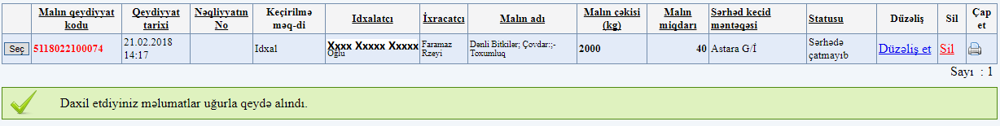 Malın qeydiyyat kodu Qeydiyyat tarixi Nəqliyyatın No Keçirilmə məq-di Idxalatçı İxracatçı Malın adı Malın çəkisi (kg) Malın miqdarı Sərhəd kecid məntəqəsi Statusu Düzəliş Sil Çap et
Seç 5118022100074 21.02.2018 14:17 Idxal Xxxx Xxxxx Xxxxx Oğlu Faramaz Rzeyi Dənli Bitkilər; Çovdar:;- Toxumluq 2000 40 Astara G/İ Sərhədə çatmayıb Düzəliş et Sil
Sayı : 1
Daxil etdiyiniz məlumatlar uğurla qeydə alındı.